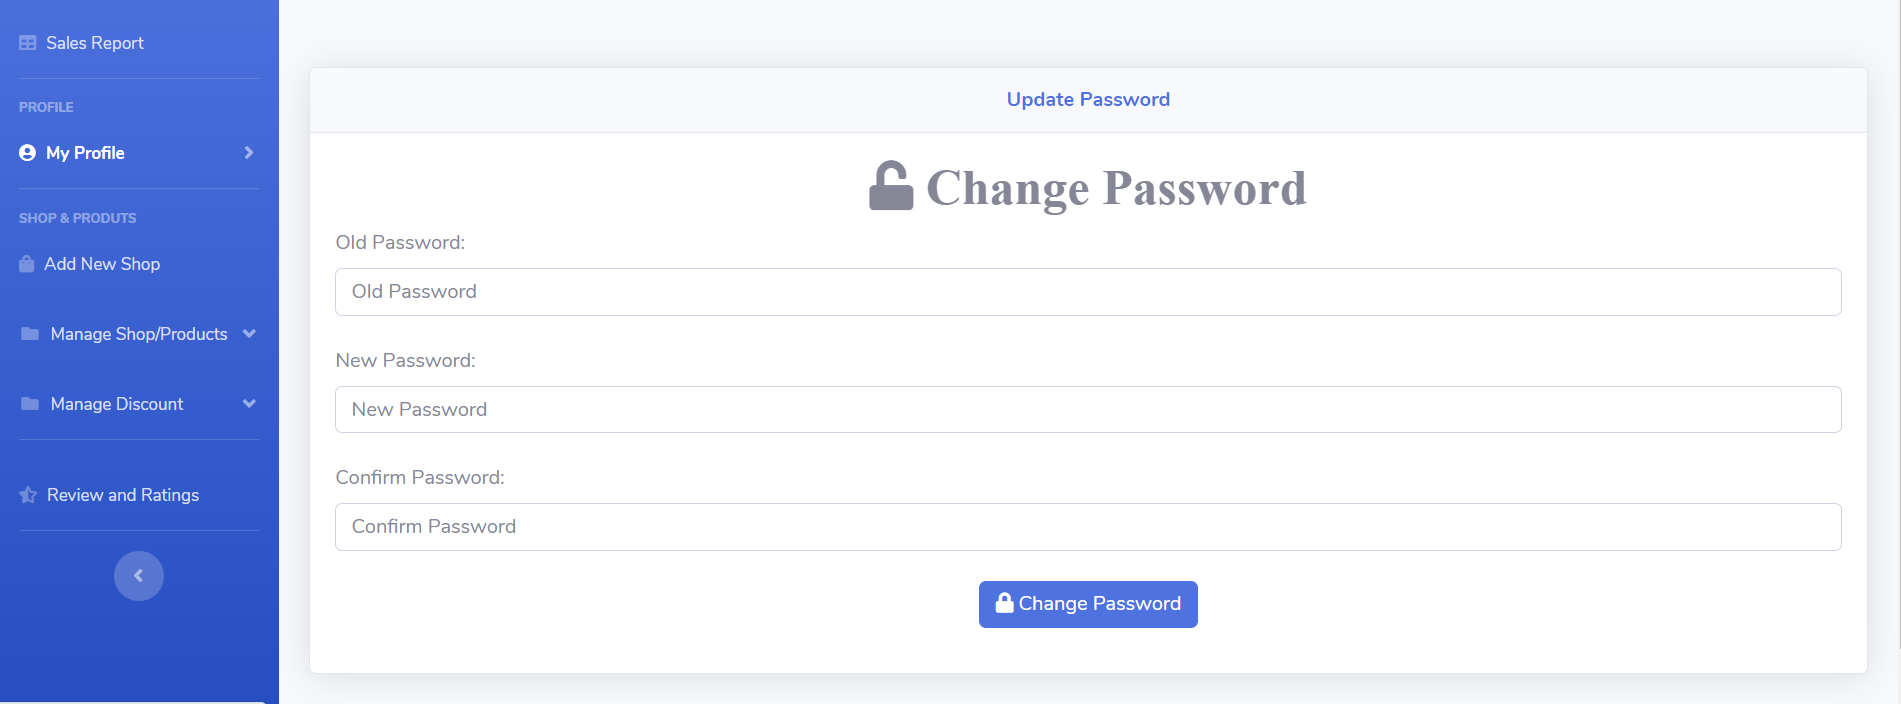 Sales Report
PROFILE
My Profile
SHOP & PRODUTS
Add New Shop
Manage Shop/Products
Manage Discount
Review and Ratings
Update Password
Change Password
Old Password:
Old Password
New Password:
New Password
Confirm Password:
Confirm Password
Change Password